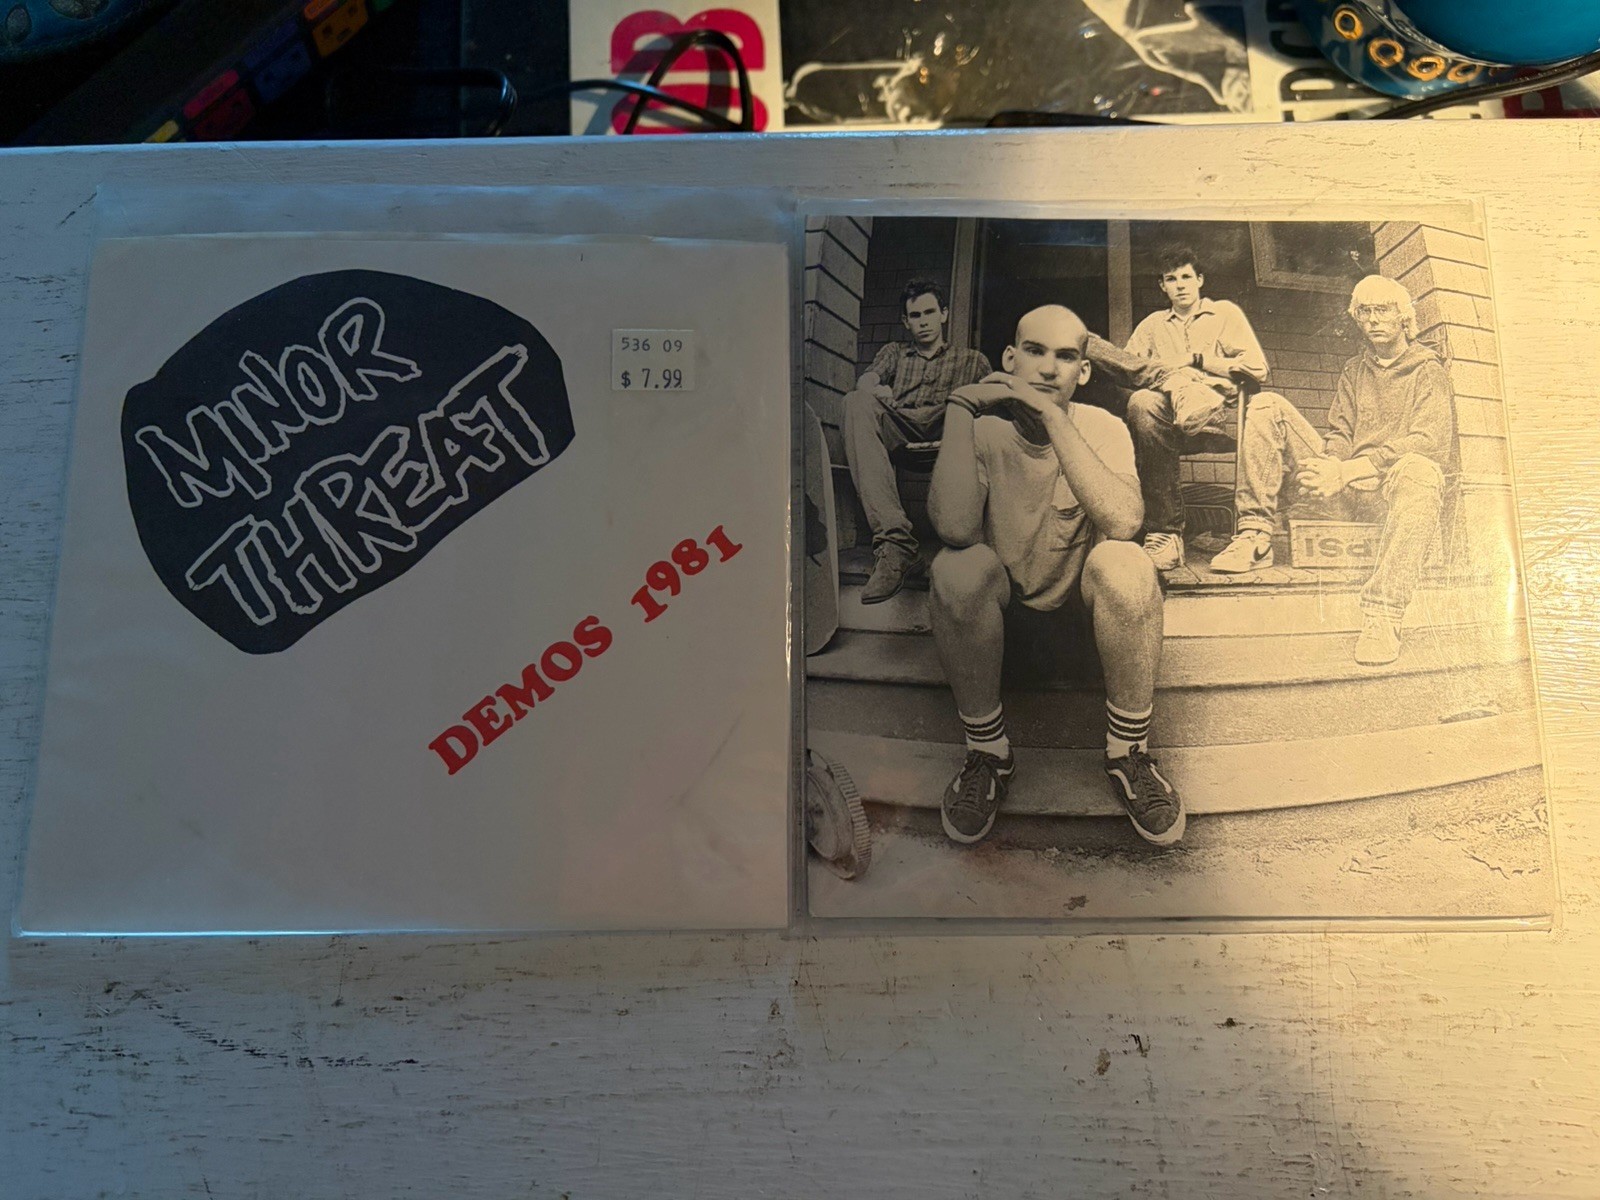 MINOR
THREAT
536 09
$ 7.99
DEMOS 1981